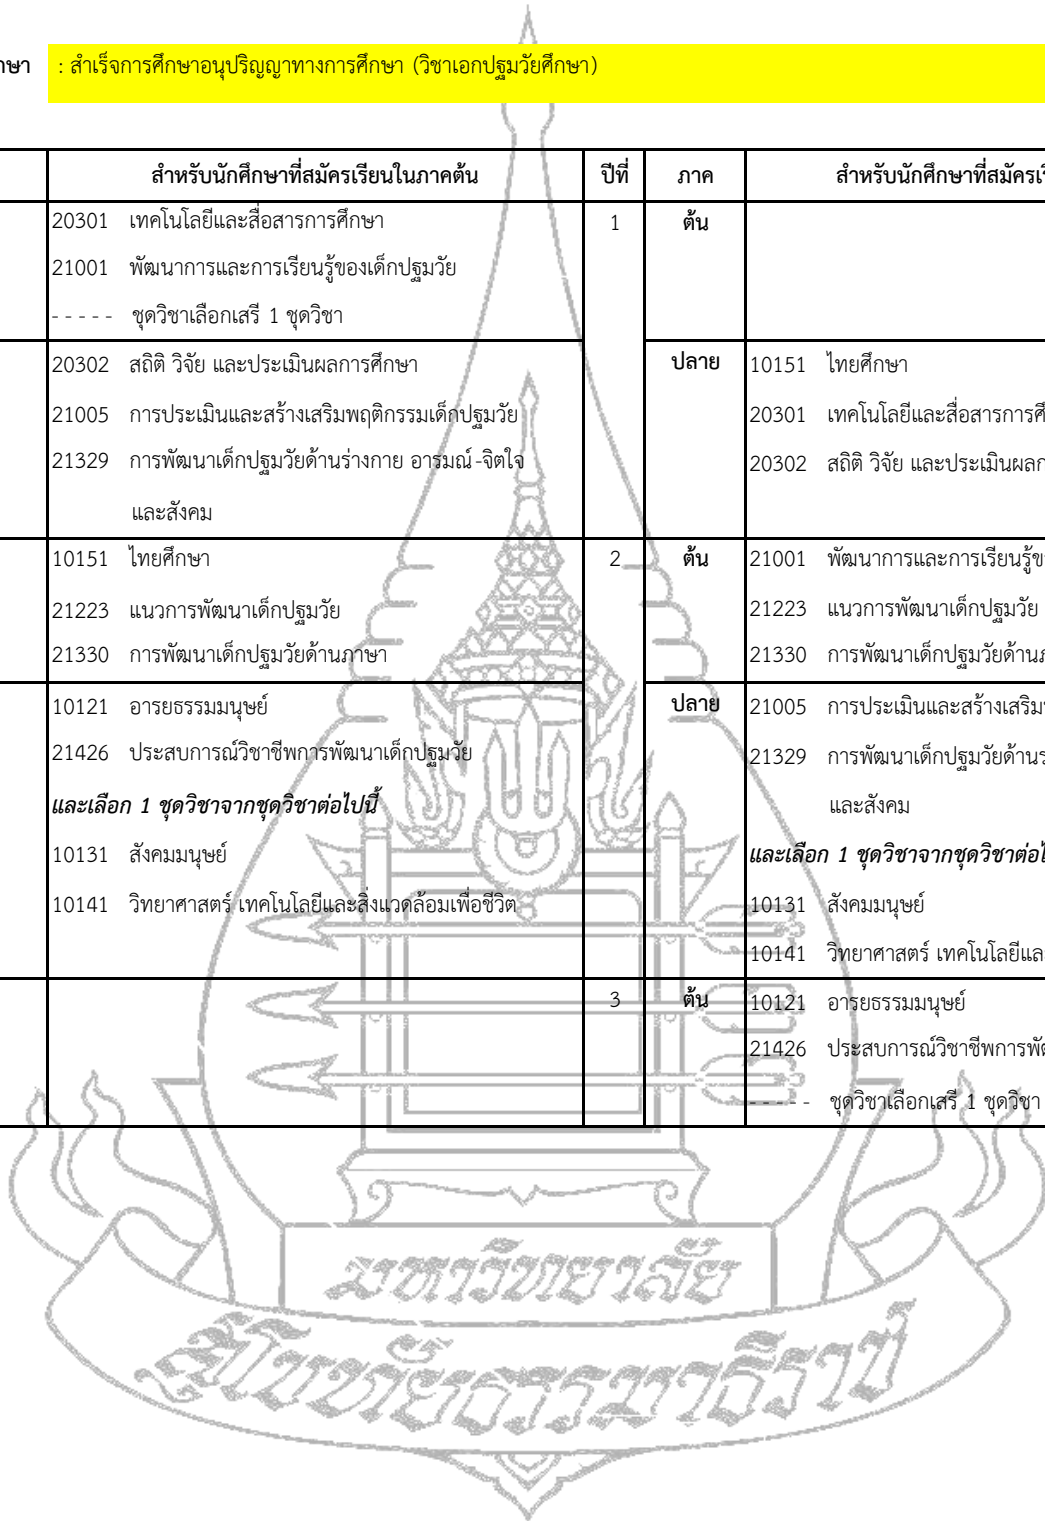 : สำเร็จการศึกษาอนุปริญญาทางการศึกษา (วิชาเอกปฐมวัยศึกษา)
สำหรับนักศึกษาที่สมัครเรียนในภาคต้น ปีที่ ภาค สำหรับนักศึกษาที่สมัคร
20301 เทคโนโลยีและสื่อสารการศึกษา 1 ต้น
21001 พัฒนาการและการเรียนรู้ของเด็กปฐมวัย
- - - - - ชุดวิชาเลือกเสรี 1 ชุดวิชา
20302 สถิติ วิจัย และประเมินผลการศึกษา ปลาย 10151 ไทยศึกษา
21005 การประเมินและสร้างเสริมพฤติกรรมเด็กปฐมวัย 20301 เทคโนโลยีและสื่อสาร
21329 การพัฒนาเด็กปฐมวัยด้านร่างกาย อารมณ์-จิตใจ 20302 สถิติ วิจัย และประเมินผล
และสังคม
10151 ไทยศึกษา 2 ต้น 21001 พัฒนาการและการเรียนรู้
21223 แนวการพัฒนาเด็กปฐมวัย 21223 แนวการพัฒนาเด็กปฐมวัย
21330 การพัฒนาเด็กปฐมวัยด้านภาษา 21330 การพัฒนาเด็กปฐมวัยด้าน
10121 อารยธรรมมนุษย์ ปลาย 21005 การประเมินและสร้างเสริม
21426 ประสบการณ์วิชาชีพการพัฒนาเด็กปฐมวัย 21329 การพัฒนาเด็กปฐมวัยด้าน
และเลือก 1 ชุดวิชาจากชุดวิชาต่อไปนี้ และสังคม
10131 สังคมมนุษย์ และเลือก 1 ชุดวิชาจากชุดวิชาต่อ
10141 วิทยาศาสตร์ เทคโนโลยีและสิ่งแวดล้อมเพื่อชีวิต 10131 สังคมมนุษย์
10141 วิทยาศาสตร์ เทคโนโลยีและ
3 ต้น 10121 อารยธรรมมนุษย์
21426 ประสบการณ์วิชาชีพการ
- - - - - ชุดวิชาเลือกเสรี 1 ชุดวิชา
มหาวิทยาลัย
สุโขทัยธรรมาธิราช